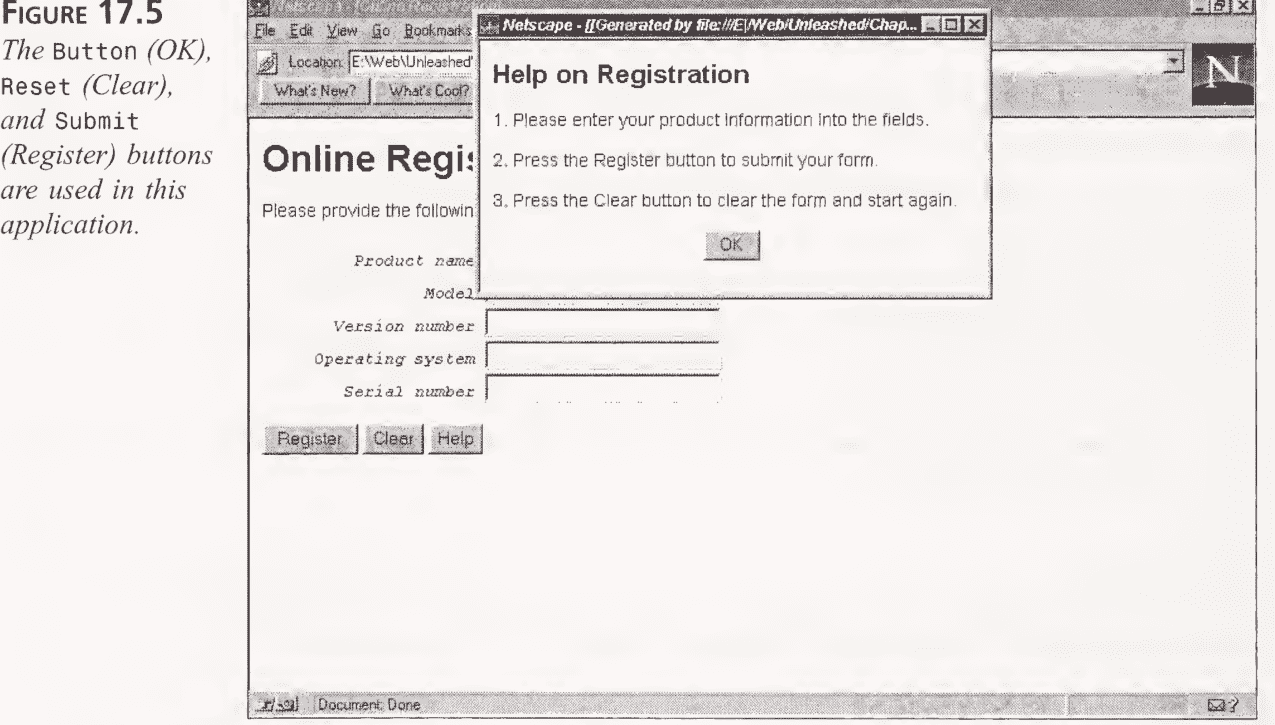 FIGURE 17.5
The Button (OK),
Reset (Clear),
and Submit
(Register) buttons
are used in this
application.
Netscape - [Online Registration]
File Edit View Go Bookmarks
Location: E:\Web\Unleashed\
What's New? What's Cool?
N
Netscape - [[Generated by file:///E|/Web/Unleashed/Chap...
Help on Registration
1. Please enter your product information into the fields.
2. Press the Register button to submit your form.
3. Press the Clear button to clear the form and start again.
OK
Online Regis
Please provide the followin
Product name
Model
Version number
Operating system
Serial number
Register Clear Help
Document: Done